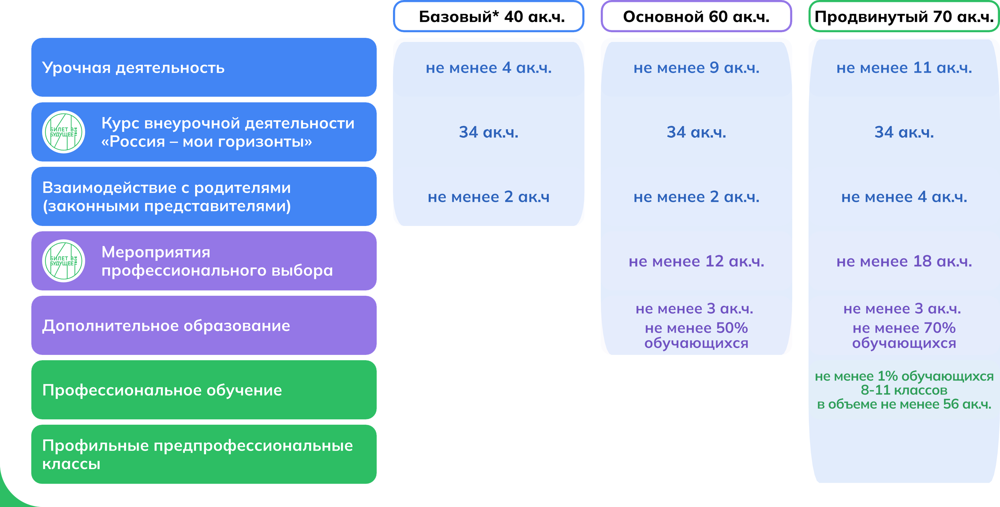 Базовый* 40 ак.ч.
Основной 60 ак.ч.
Продвинутый 70 ак.ч.
Урочная деятельность
не менее 4 ак.ч.
не менее 9 ак.ч.
не менее 11 ак.ч.
БИЛЕТ В
БУДУЩЕЕ
ТВОЁ
Курс внеурочной деятельности
«Россия – мои горизонты»
34 ак.ч.
34 ак.ч.
34 ак.ч.
Взаимодействие с родителями
(законными представителями)
не менее 2 ак.ч
не менее 2 ак.ч.
не менее 4 ак.ч.
БИЛЕТ В
БУДУЩЕЕ
ТВОЁ
Мероприятия
профессионального выбора
не менее 12 ак.ч.
не менее 18 ак.ч.
Дополнительное образование
не менее 3 ак.ч.
не менее 50%
обучающихся
не менее 3 ак.ч.
не менее 70%
обучающихся
Профессиональное обучение
не менее 1% обучающихся
8-11 классов
в объеме не менее 56 ак.ч.
Профильные предпрофессиональные
классы